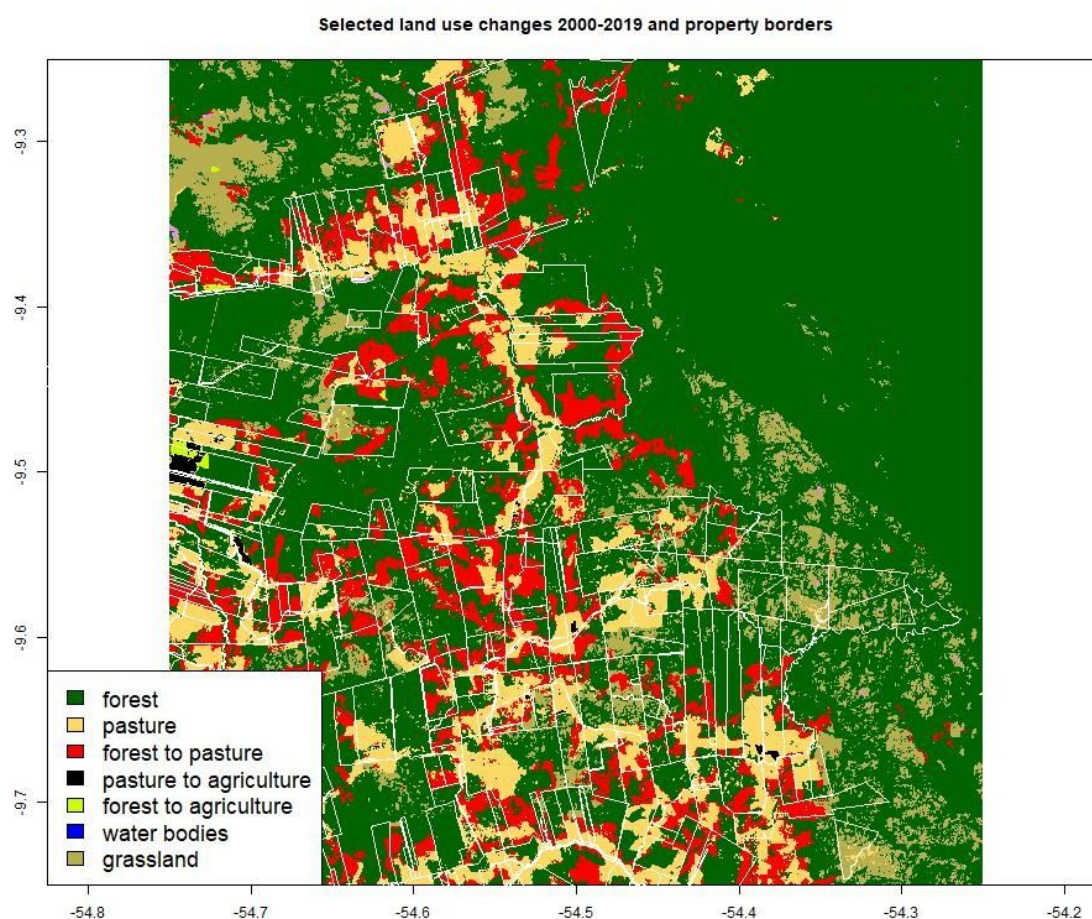 Selected land use changes 2000-2019 and property borders
-9.3
-9.4
-9.5
-9.6
-9.7
forest
pasture
forest to pasture
pasture to agriculture
forest to agriculture
water bodies
grassland
-54.8 -54.7 -54.6 -54.5 -54.4 -54.3 -54.2